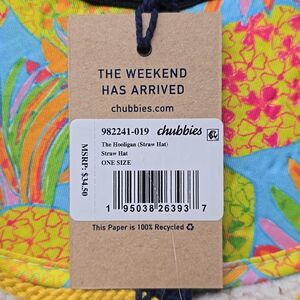 THE WEEKEND
HAS ARRIVED
chubbies.com
982241-019 chubbies
The Hooligan (Straw Hat)
Straw Hat
ONE SIZE
MSRP: $34.50
1 95038 26393 7
This Paper is 100% Recycled